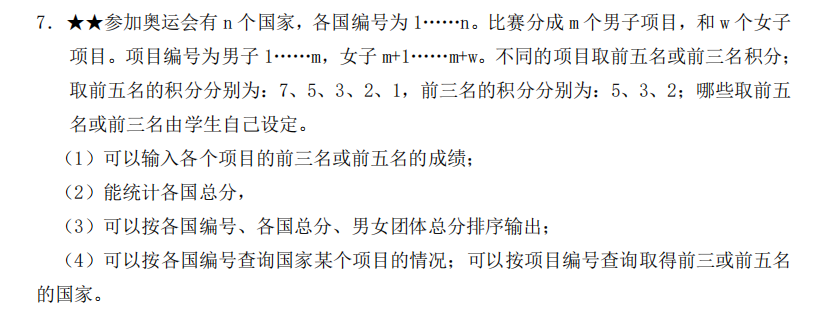 7. ★★参加奥运会有 n 个国家，各国编号为 1……n。比赛分成 m 个男子项目，和 w 个女子
项目。项目编号为男子 1……m，女子 m+1……m+w。不同的项目取前五名或前三名积分；
取前五名的积分分别为：7、5、3、2、1，前三名的积分分别为：5、3、2；哪些取前五
名或前三名由学生自己设定。
（1）可以输入各个项目的前三名或前五名的成绩；
（2）能统计各国总分，
（3）可以按各国编号、各国总分、男女团体总分排序输出；
（4）可以按各国编号查询国家某个项目的情况；可以按项目编号查询取得前三或前五名
的国家。